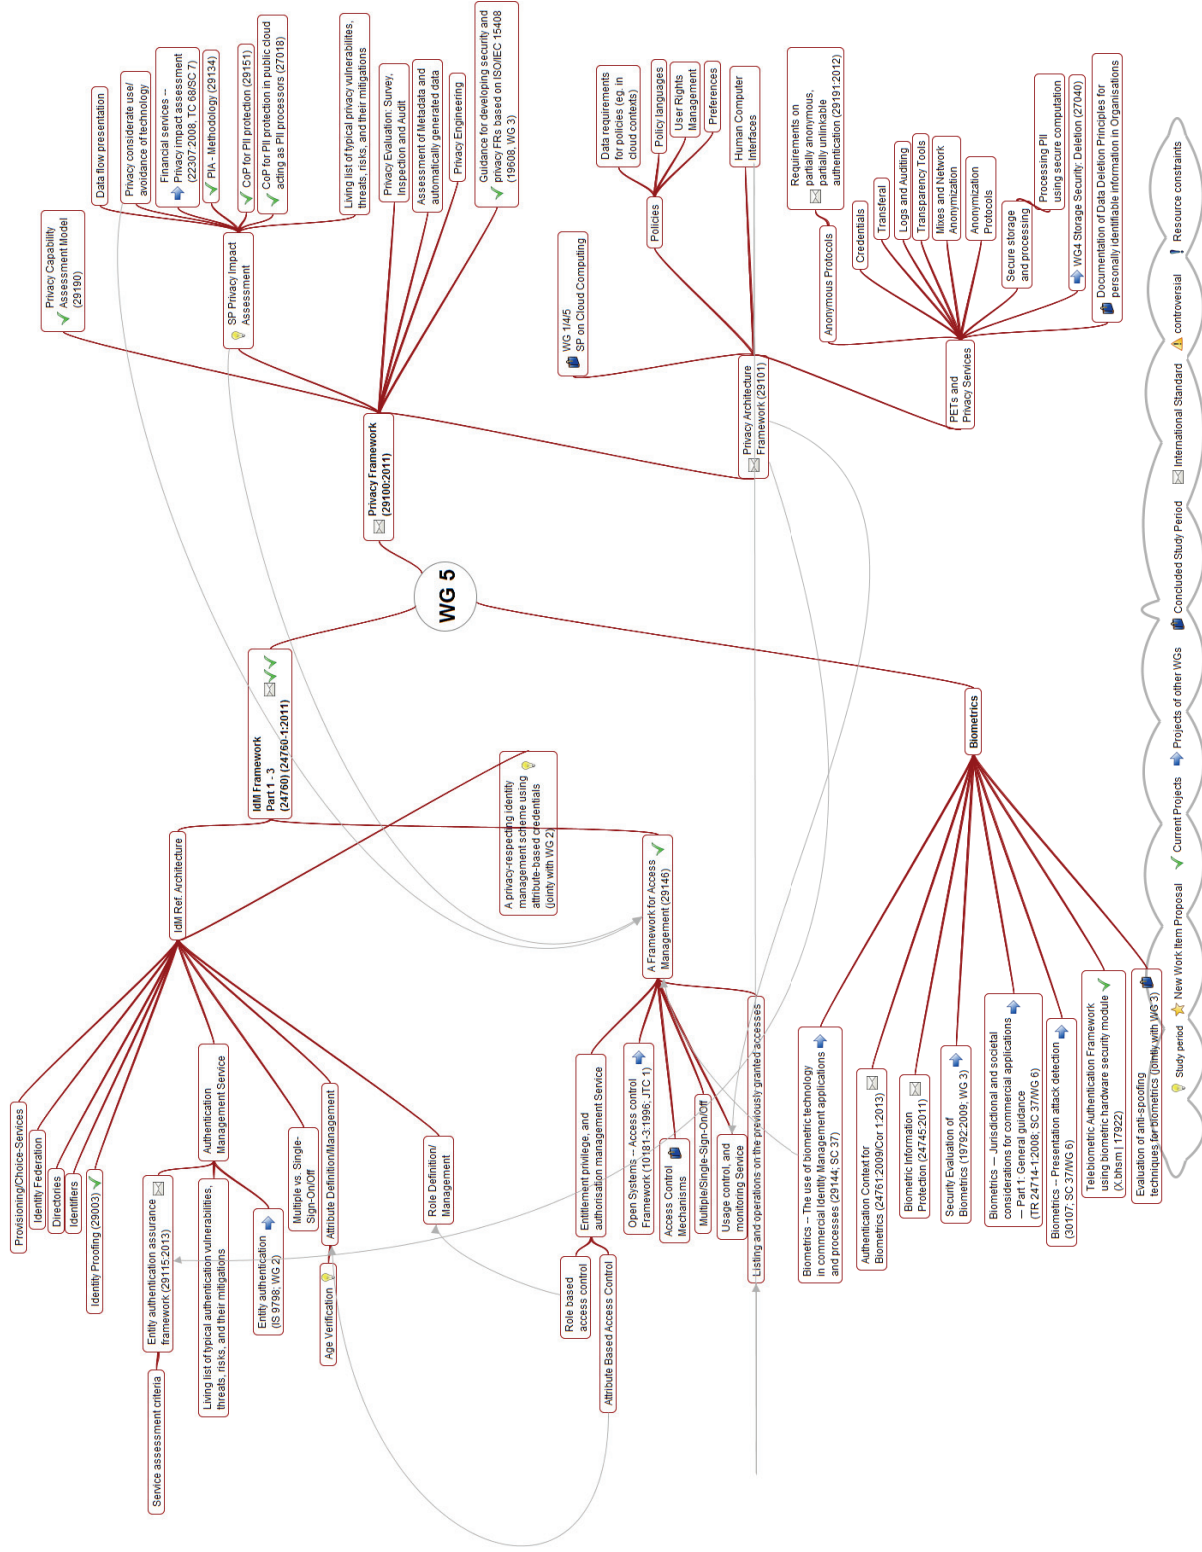 WG 5
Privacy Framework
(29100:2011)
Privacy Capability
Assessment Model
(29190)
SP Privacy Impact
Assessment
Data flow presentation
Privacy considerate use/
avoidance of technology
Financial services --
Privacy impact assessment
(22307:2008, TC 68/SC 7)
PIA - Methodology (29134)
CoP for PII protection (29151)
CoP for PII protection in public cloud
acting as PII processors (27018)
Living list of typical privacy vulnerabilites,
threats, risks, and their mitigations
Privacy Evaluation: Survey,
Inspection and Audit
Assessment of Metadata and
automatically generated data
Privacy Engineering
Guidance for developing security and
privacy FRs based on ISO/IEC 15408
(19608, WG 3)
Privacy Architecture
Framework (29101)
WG 1/4/5
SP on Cloud Computing
Policies
Data requirements
for policies (eg. in
cloud contexts)
Policy languages
User Rights
Management
Preferences
Human Computer
Interfaces
PETs and
Privacy Services
Anonymous Protocols
Requirements on
partially anonymous,
partially unlinkable
authentication (29191:2012)
Credentials
Transferal
Logs and Auditing
Transparency Tools
Mixes and Network
Anonymization
Anonymization
Protocols
Secure storage
and processing
Processing PII
using secure computation
WG4 Storage Security: Deletion (27040)
Documentation of Data Deletion Principles for
personally identifiable information in Organisations
IdM Framework
Part 1 - 3
(24760) (24760-1:2011)
IdM Ref. Architecture
Provisioning/Choice-Services
Identity Federation
Directories
Identifiers
Identity Proofing (29003)
Authentication
Management Service
Entity authentication assurance
framework (29115:2013)
Service assessment criteria
Living list of typical authentication vulnerabilities,
threats, risks, and their mitigations
Entity authentication
(IS 9798; WG 2)
Multiple vs. Single-
Sign-On/Off
Attribute Definition/Management
Age Verification
Role Definition/
Management
A privacy-respecting identity
management scheme using
attribute-based credentials
(jointy with WG 2)
A Framework for Access
Management (29146)
Entitlement privilege, and
authorisation management Service
Role based
access control
Attribute Based Access Control
Open Systems -- Access control
Framework (10181-3:1996; JTC 1)
Access Control
Mechanisms
Multiple/Single-Sign-On/Off
Usage control, and
monitoring Service
Listing and operations on the previously granted accesses
Biometrics
Biometrics -- The use of biometric technology
in commercial Identity Management applications
and processes (29144; SC 37)
Authentication Context for
Biometrics (24761:2009/Cor 1:2013)
Biometric Information
Protection (24745:2011)
Security Evaluation of
Biometrics (19792:2009; WG 3)
Biometrics -- Jurisdictional and societal
considerations for commercial applications
-- Part 1: General guidance
(TR 24714-1:2008; SC 37/WG 6)
Biometrics -- Presentation attack detection
(30107; SC 37/WG 6)
Telebiometric Authentication Framework
using biometric hardware security module
(X.bhsm | 17922)
Evaluation of anti-spoofing
techniques for biometrics (jointly with WG 3)
Study period
New Work Item Proposal
Current Projects
Projects of other WGs
Concluded Study Period
International Standard
controversial
Resource constraints